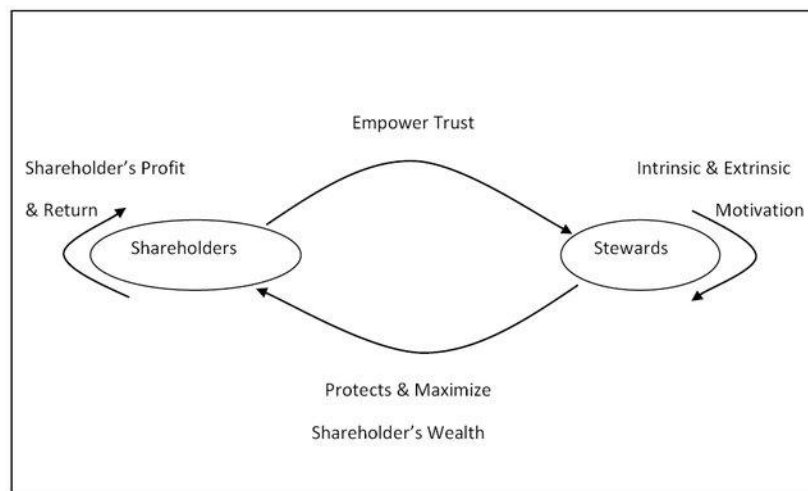 Empower Trust
Shareholder's Profit
& Return
Intrinsic & Extrinsic
Motivation
Shareholders
Stewards
Protects & Maximize
Shareholder's Wealth